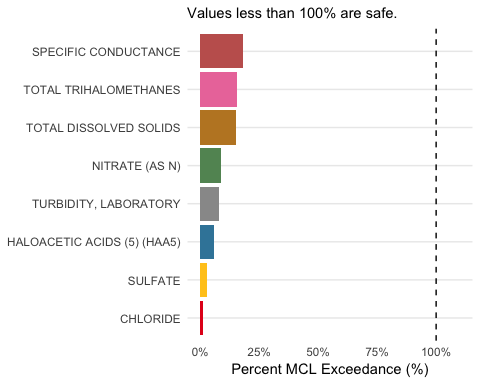 Values less than 100% are safe.
SPECIFIC CONDUCTANCE
TOTAL TRIHALOMETHANES
TOTAL DISSOLVED SOLIDS
NITRATE (AS N)
TURBIDITY, LABORATORY
HALOACETIC ACIDS (5) (HAA5)
SULFATE
CHLORIDE
0% 25% 50% 75% 100%
Percent MCL Exceedance (%)